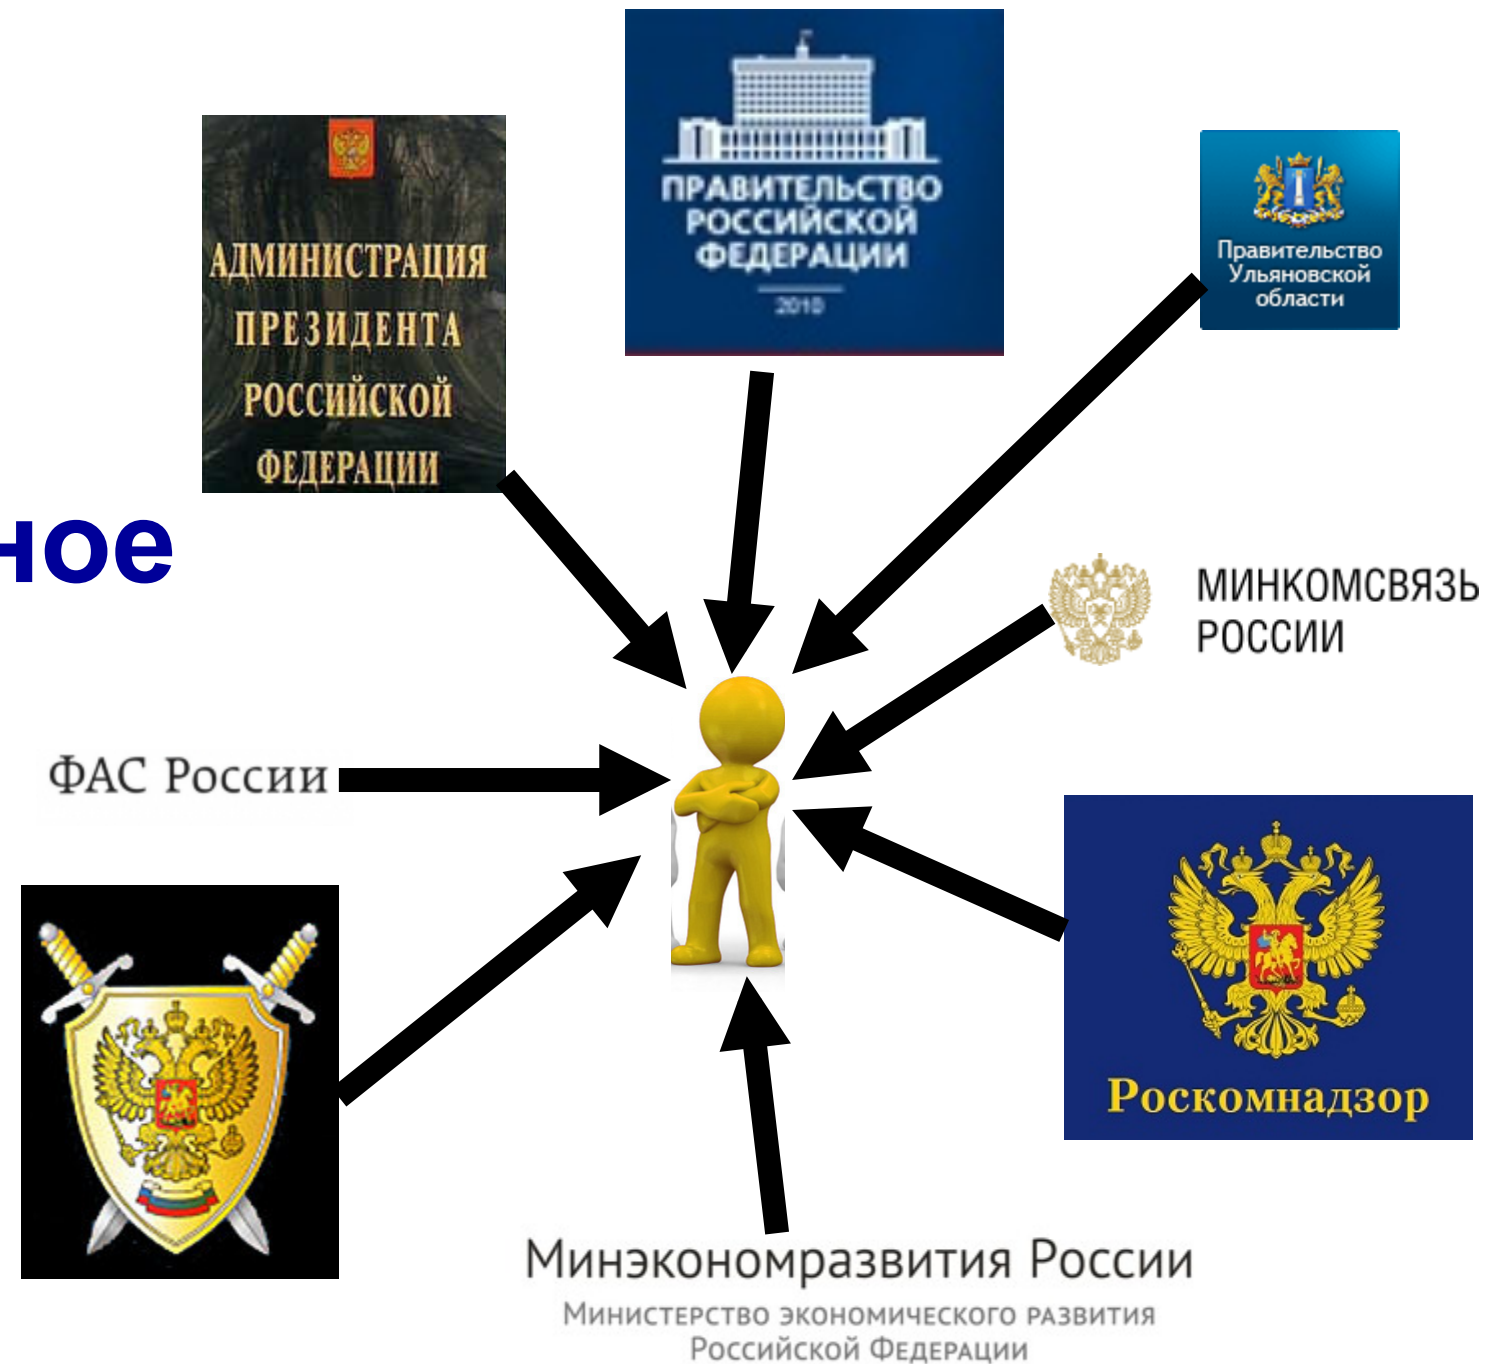 ПРАВИТЕЛЬСТВО
РОССИЙСКОЙ
ФЕДЕРАЦИИ
2010
АДМИНИСТРАЦИЯ
ПРЕЗИДЕНТА
РОССИЙСКОЙ
ФЕДЕРАЦИИ
Правительство
Ульяновской
области
ное
МИНКОМСВЯЗЬ
РОССИИ
ФАС России
Роскомнадзор
Минэкономразвития России
Министерство экономического развития
Российской Федерации